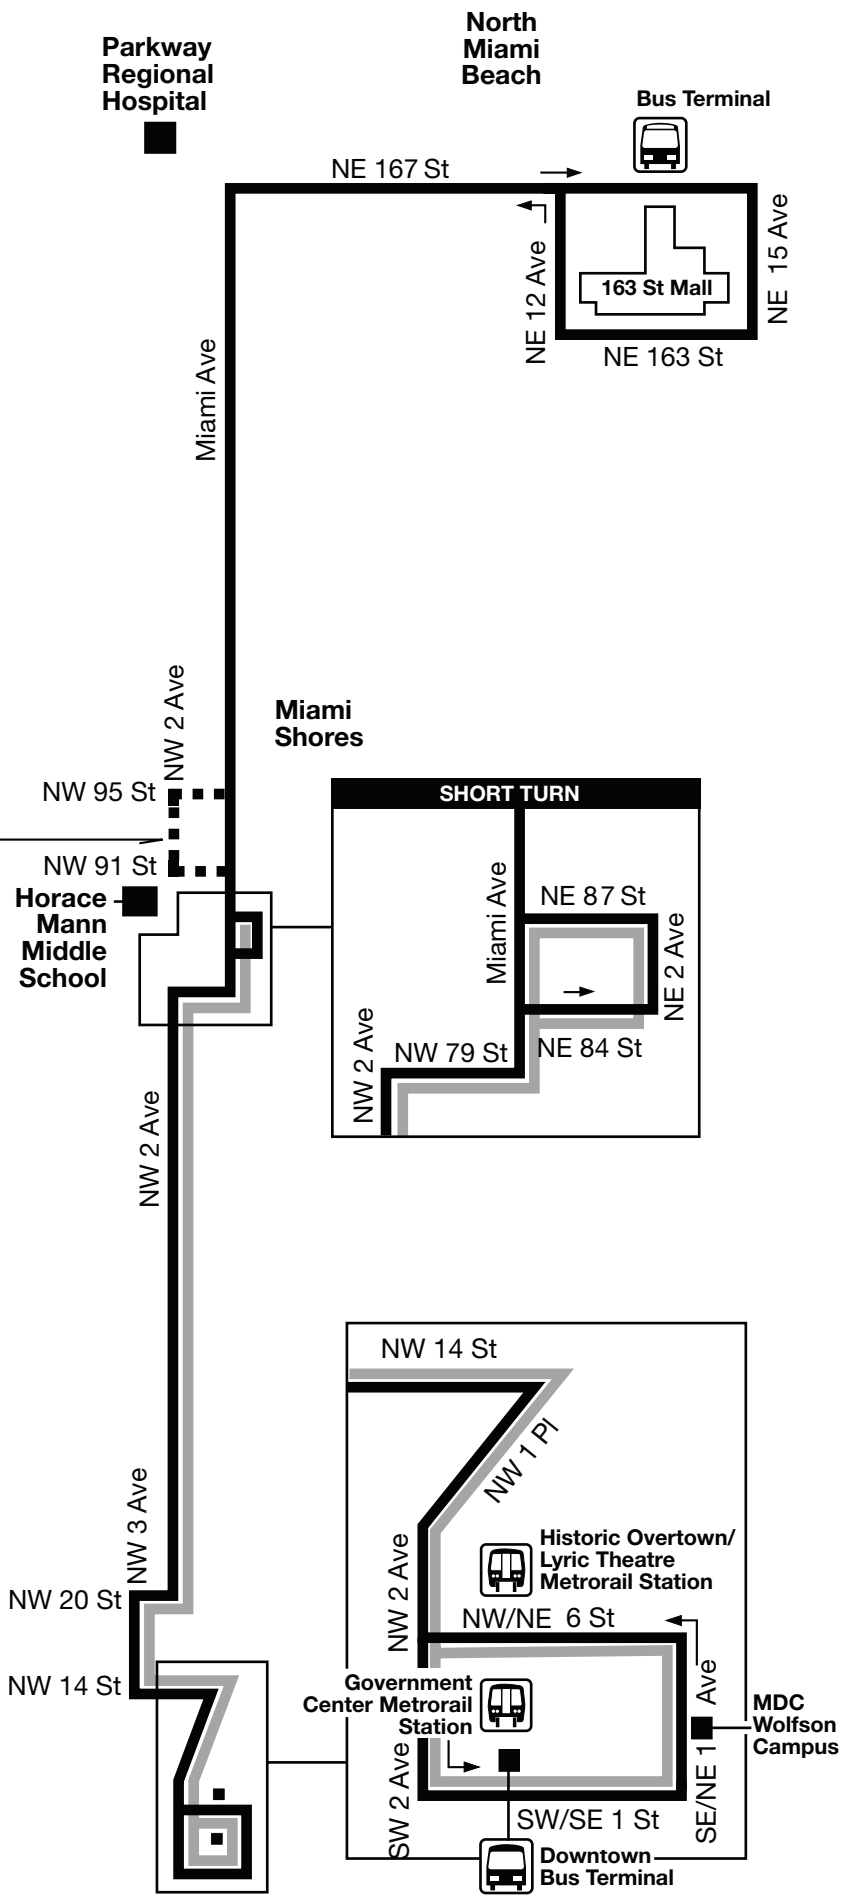 North
Miami
Beach
Parkway
Regional
Hospital
Bus Terminal
NE 167 St
NE 12 Ave
163 St Mall
NE 15 Ave
NE 163 St
Miami Ave
NW 2 Ave
Miami
Shores
NW 95 St
NW 91 St
Horace
Mann
Middle
School
SHORT TURN
Miami Ave
NE 87 St
NE 2 Ave
NW 2 Ave
NW 79 St
NE 84 St
NW 2 Ave
NW 3 Ave
NW 20 St
NW 14 St
NW 14 St
NW 1 Pl
NW 2 Ave
Historic Overtown/
Lyric Theatre
Metrorail Station
NW/NE 6 St
Government
Center Metrorail
Station
SE/NE 1 Ave
MDC
Wolfson
Campus
SW 2 Ave
SW/SE 1 St
Downtown
Bus Terminal